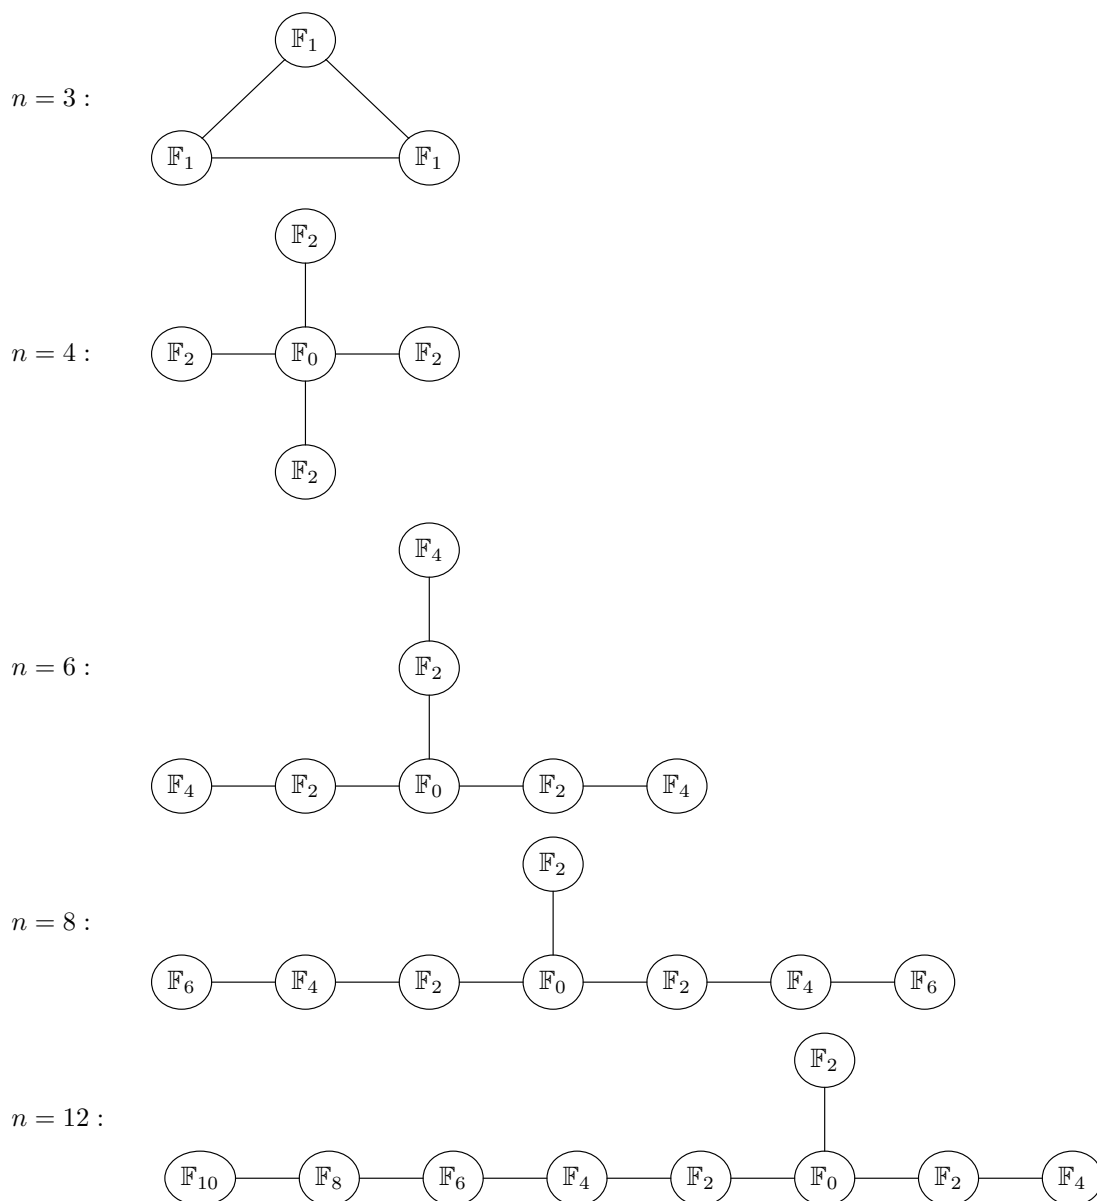 𝔽₁
n = 3 :
𝔽₁ 𝔽₁
𝔽₂
n = 4 : 𝔽₂ 𝔽₀ 𝔽₂
𝔽₂
𝔽₄
n = 6 : 𝔽₂
𝔽₄ 𝔽₂ 𝔽₀ 𝔽₂ 𝔽₄
𝔽₂
n = 8 :
𝔽₆ 𝔽₄ 𝔽₂ 𝔽₀ 𝔽₂ 𝔽₄ 𝔽₆
𝔽₂
n = 12 :
𝔽₁₀ 𝔽₈ 𝔽₆ 𝔽₄ 𝔽₂ 𝔽₀ 𝔽₂ 𝔽₄